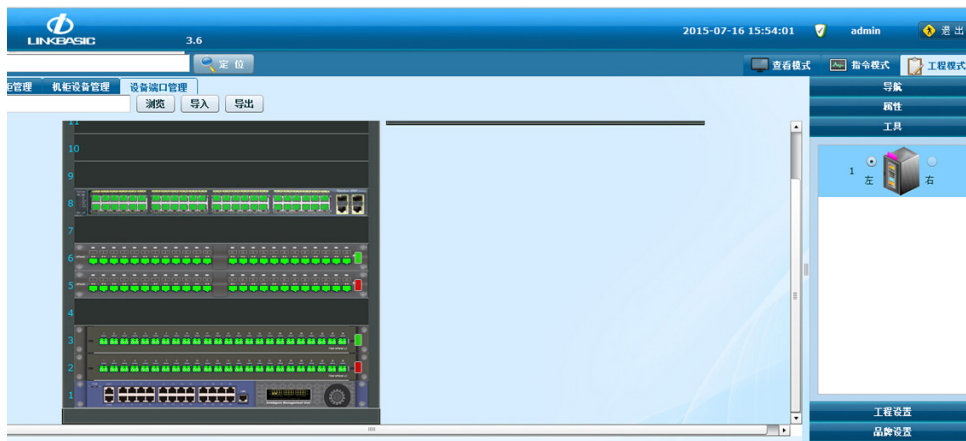 LINKBASIC
3.6
2015-07-16 15:54:01
admin
退出
定位
查看模式
指令模式
工程模式
柜管理
机柜设备管理
设备端口管理
浏览
导入
导出
导航
属性
工具
11
10
9
8
7
6
5
4
3
2
1
1
左
右
工程设置
品牌设置